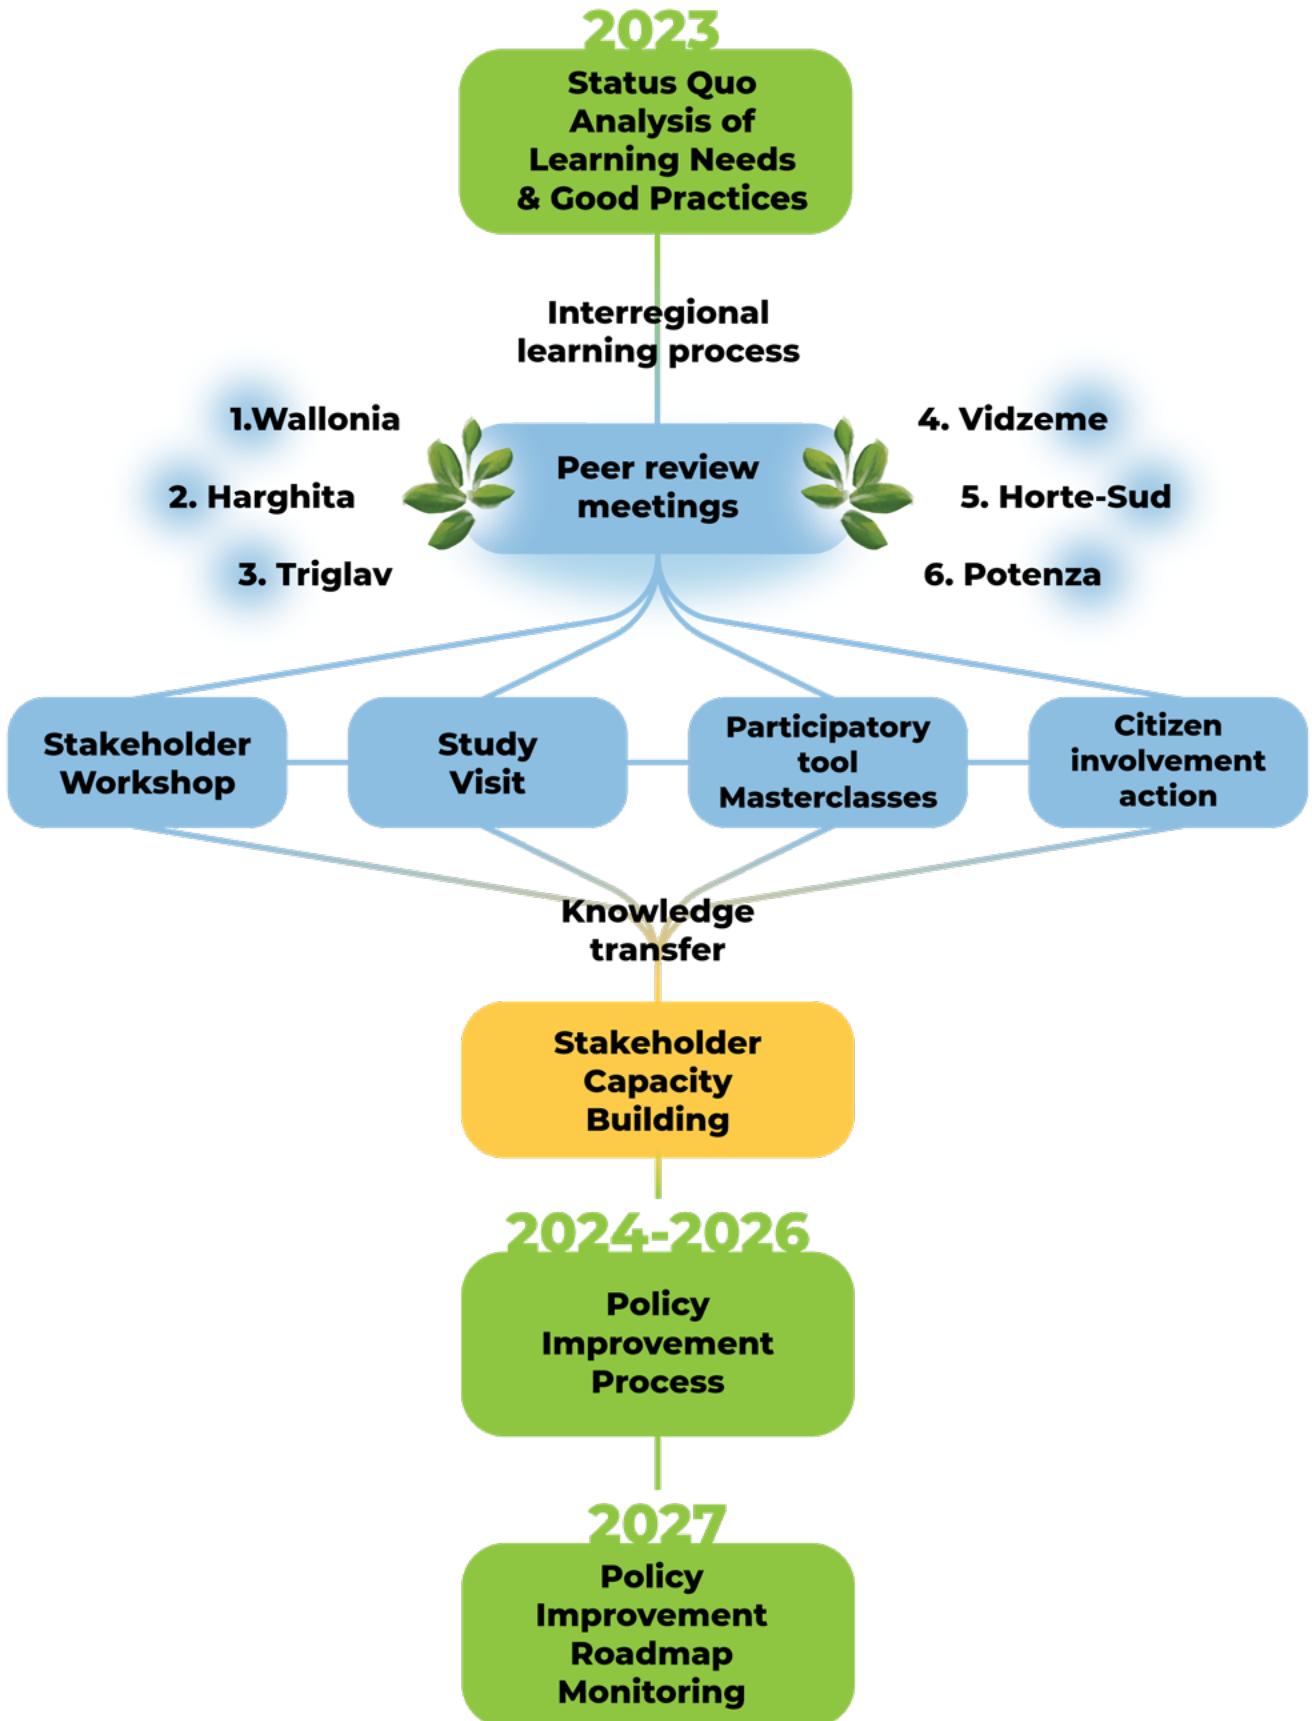 2023
Status Quo
Analysis of
Learning Needs
& Good Practices
Interregional
learning process
1.Wallonia
2. Harghita
3. Triglav
Peer review
meetings
4. Vidzeme
5. Horte-Sud
6. Potenza
Stakeholder
Workshop
Study
Visit
Participatory
tool
Masterclasses
Citizen
involvement
action
Knowledge
transfer
Stakeholder
Capacity
Building
2024-2026
Policy
Improvement
Process
2027
Policy
Improvement
Roadmap
Monitoring